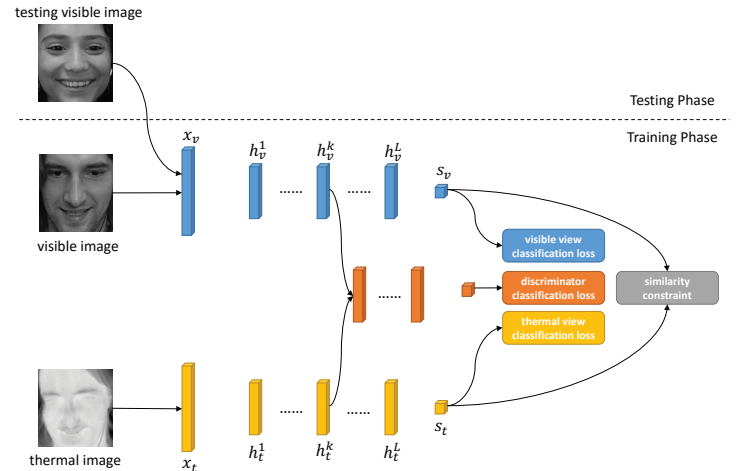 testing visible image
Testing Phase
Training Phase
x_v
h_v^1
h_v^k
h_v^L
s_v
......
......
visible image
visible view
classification loss
discriminator
classification loss
similarity
constraint
......
thermal view
classification loss
......
......
s_t
thermal image
x_t
h_t^1
h_t^k
h_t^L